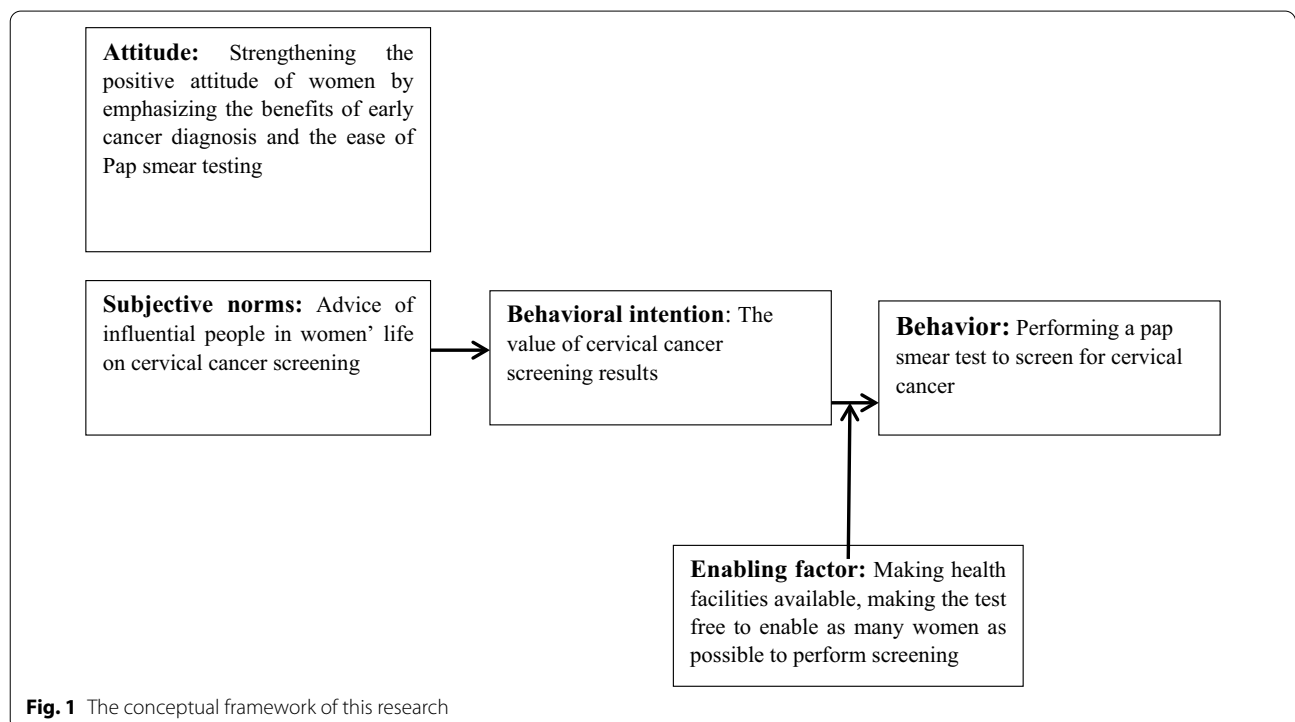 Attitude: Strengthening the
positive attitude of women by
emphasizing the benefits of early
cancer diagnosis and the ease of
Pap smear testing
Subjective norms: Advice of
influential people in women' life
on cervical cancer screening
Behavioral intention: The
value of cervical cancer
screening results
Behavior: Performing a pap
smear test to screen for cervical
cancer
Enabling factor: Making health
facilities available, making the test
free to enable as many women as
possible to perform screening
Fig. 1 The conceptual framework of this research